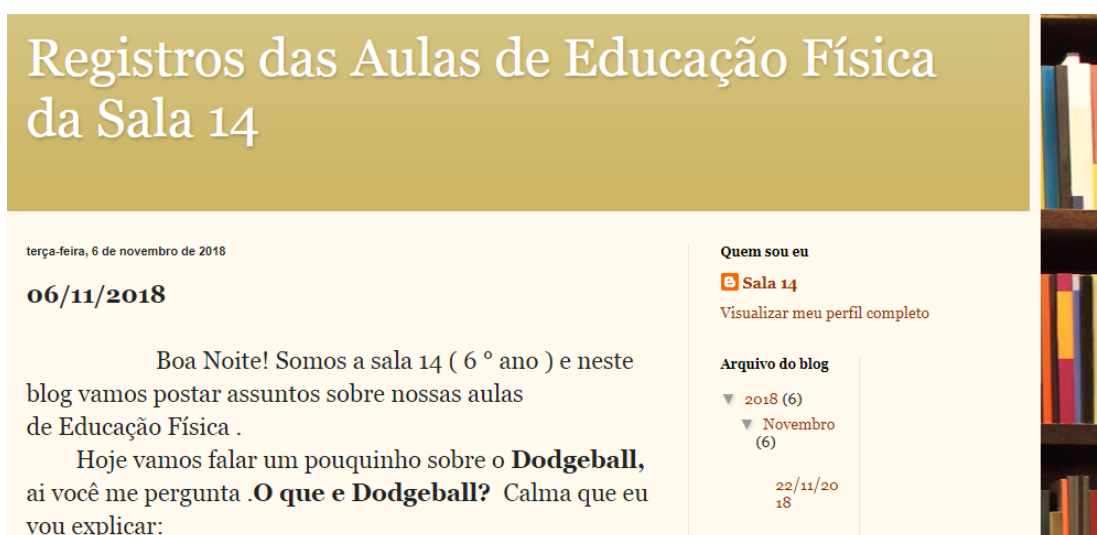 Registros das Aulas de Educação Física
da Sala 14
terça-feira, 6 de novembro de 2018
06/11/2018
Boa Noite! Somos a sala 14 ( 6 º ano ) e neste
blog vamos postar assuntos sobre nossas aulas
de Educação Física .
Hoje vamos falar um pouquinho sobre o Dodgeball,
ai você me pergunta .O que e Dodgeball? Calma que eu
vou explicar:
Quem sou eu
Sala 14
Visualizar meu perfil completo
Arquivo do blog
▼ 2018 (6)
▼ Novembro
(6)
22/11/20
18